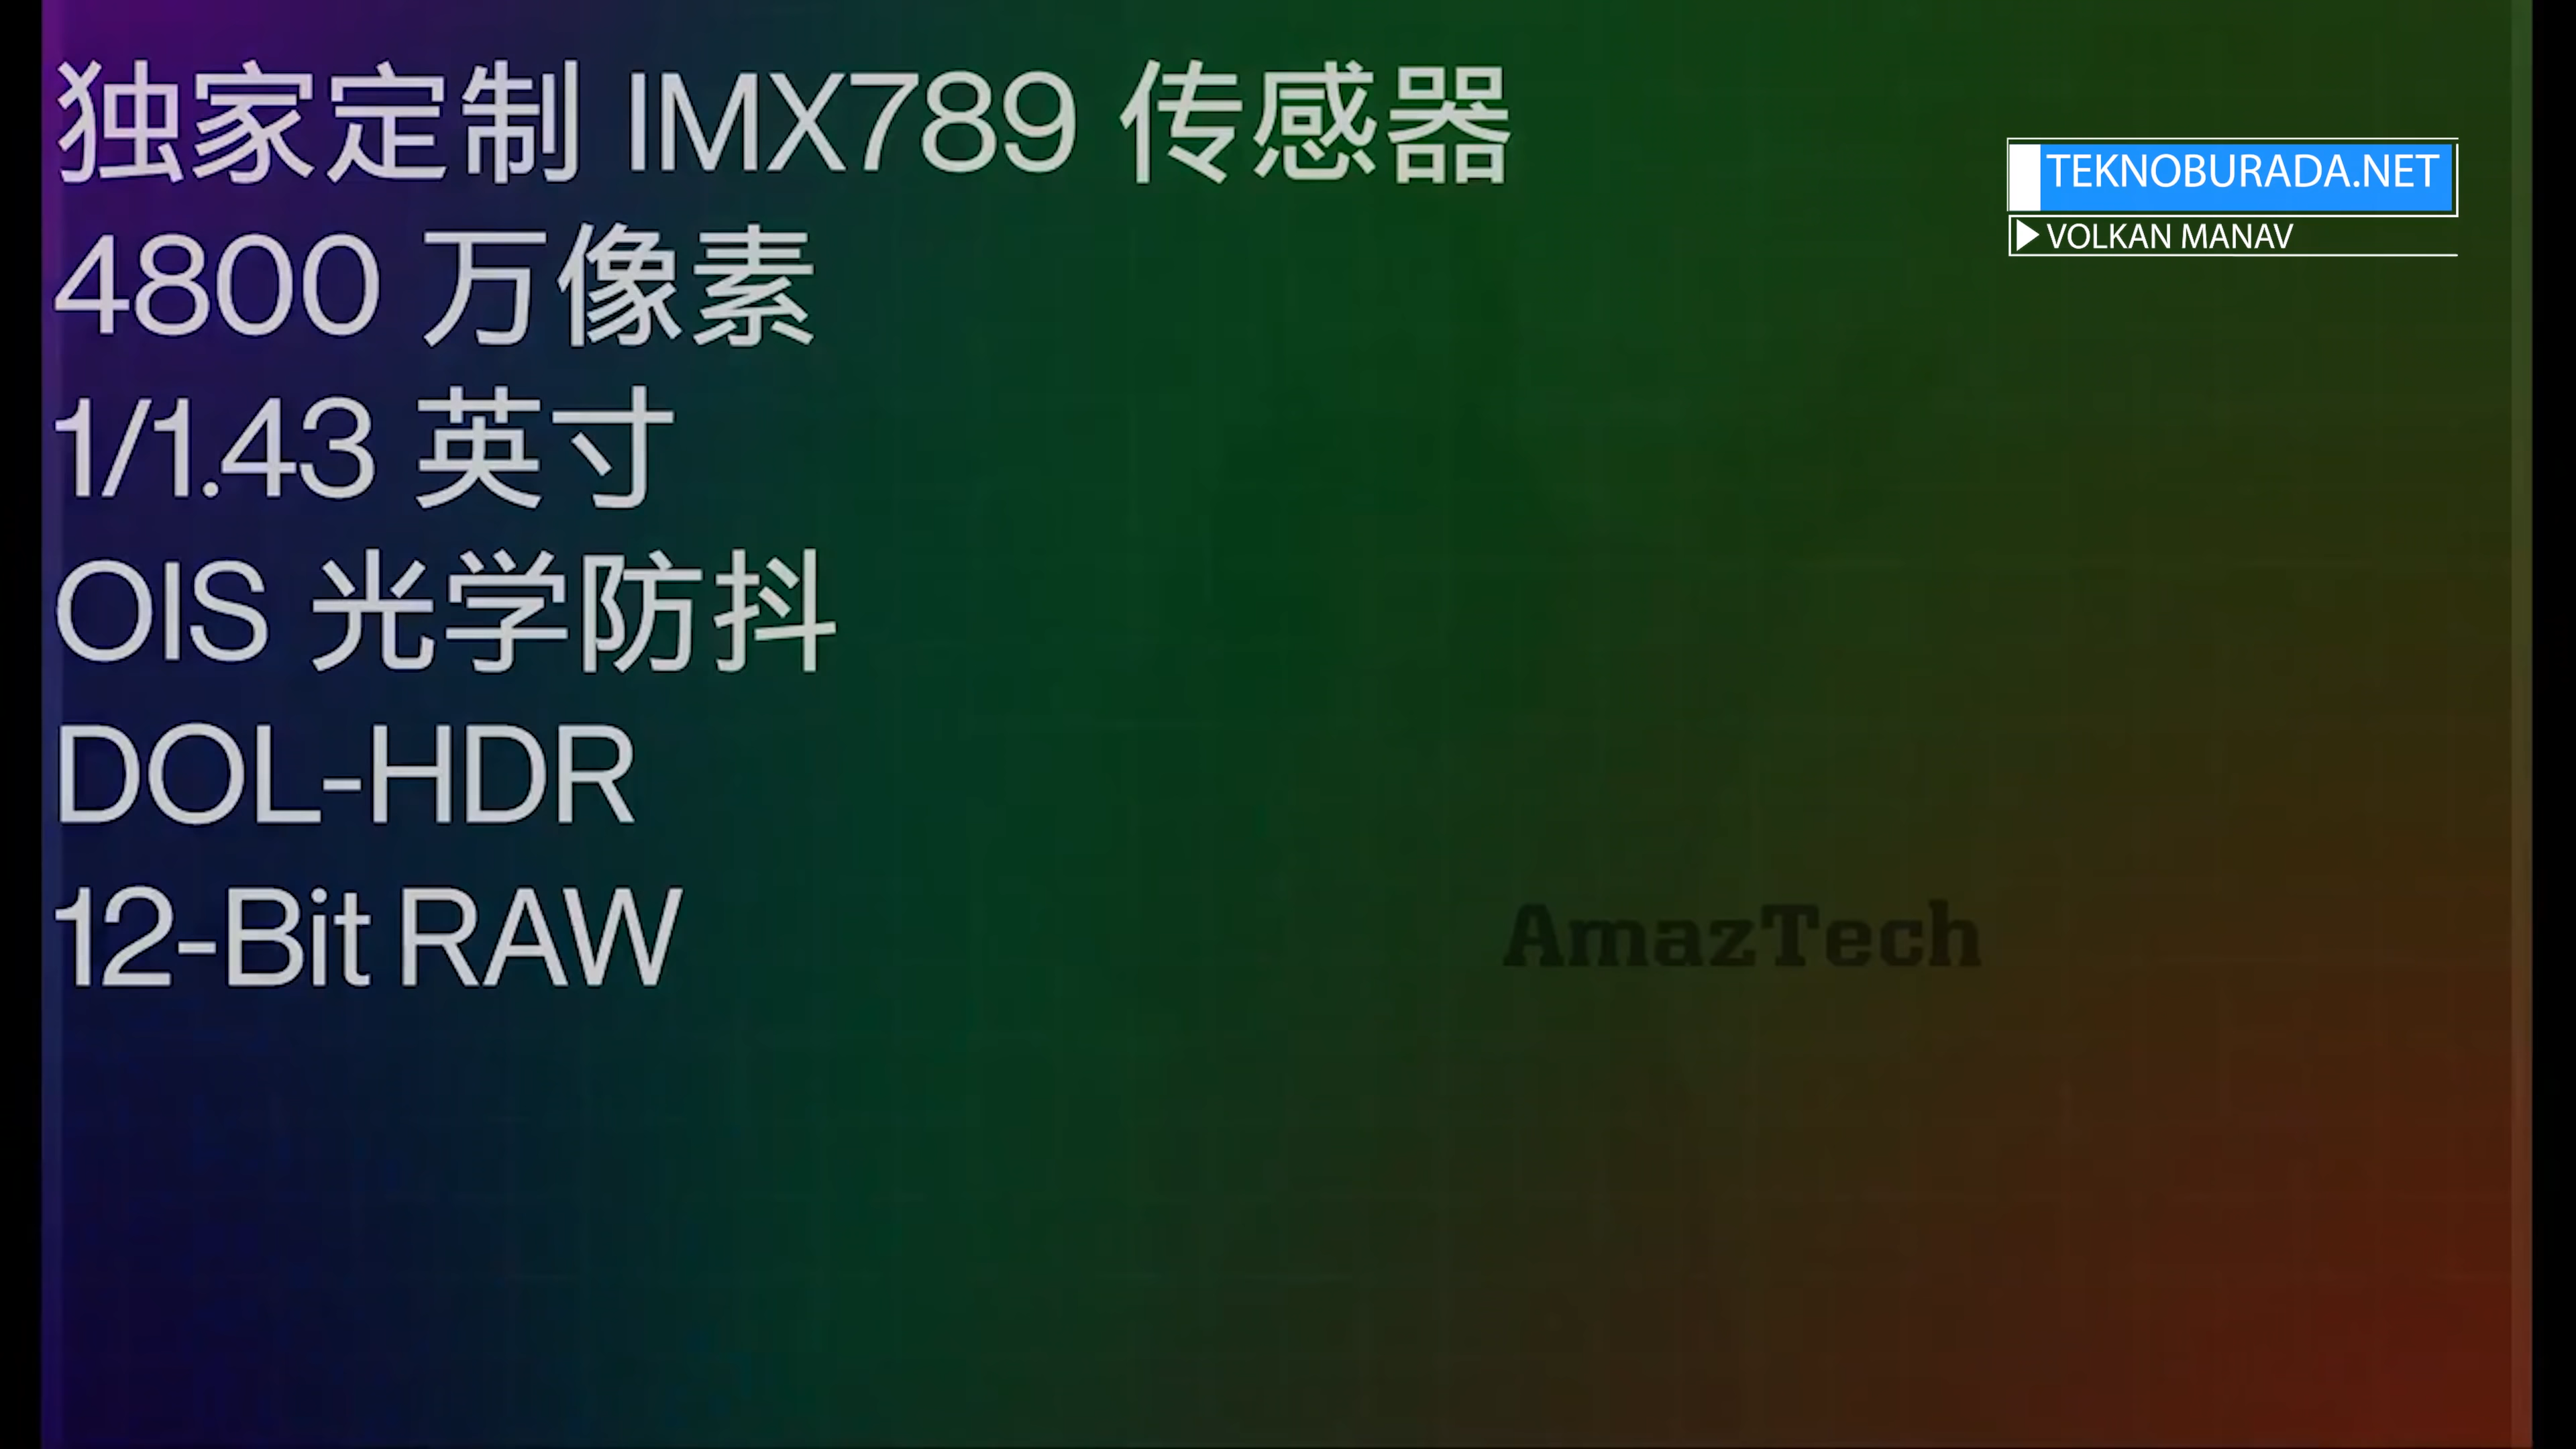 独家定制 IMX789 传感器
4800 万像素
1/1.43 英寸
OIS 光学防抖
DOL-HDR
12-Bit RAW
TEKNOBURADA.NET
VOLKAN MANAV
AmazTech